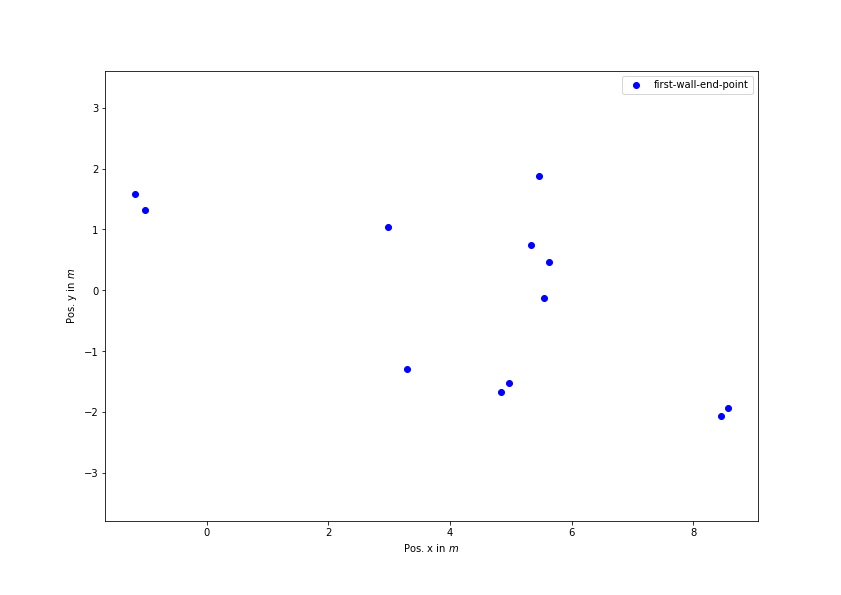 first-wall-end-point
3
2
1
0
−1
−2
−3
Pos. y in m
0 2 4 6 8
Pos. x in m